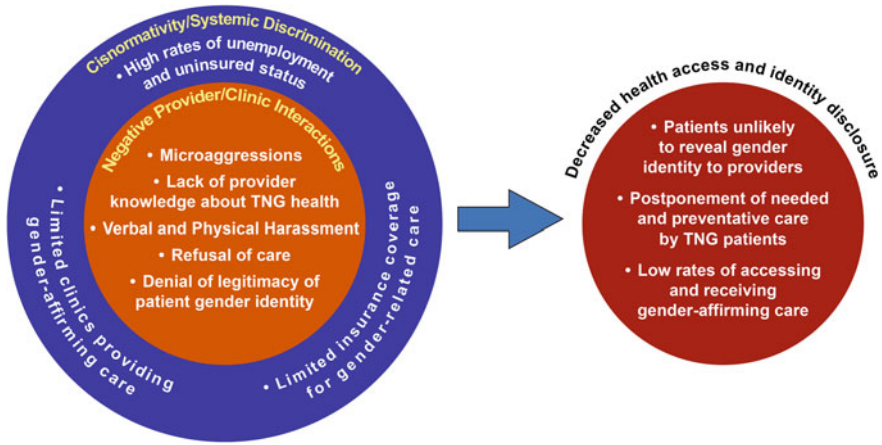 Cisnormativity/Systemic Discrimination
• High rates of unemployment
and uninsured status
• Limited clinics providing
gender-affirming care
• Limited insurance coverage
for gender-related care
Negative Provider/Clinic Interactions
• Microaggressions
• Lack of provider
knowledge about TNG health
• Verbal and Physical Harassment
• Refusal of care
• Denial of legitimacy of
patient gender identity
Decreased health access and identity disclosure
• Patients unlikely
to reveal gender
identity to providers
• Postponement of needed
and preventative care
by TNG patients
• Low rates of accessing
and receiving
gender-affirming care